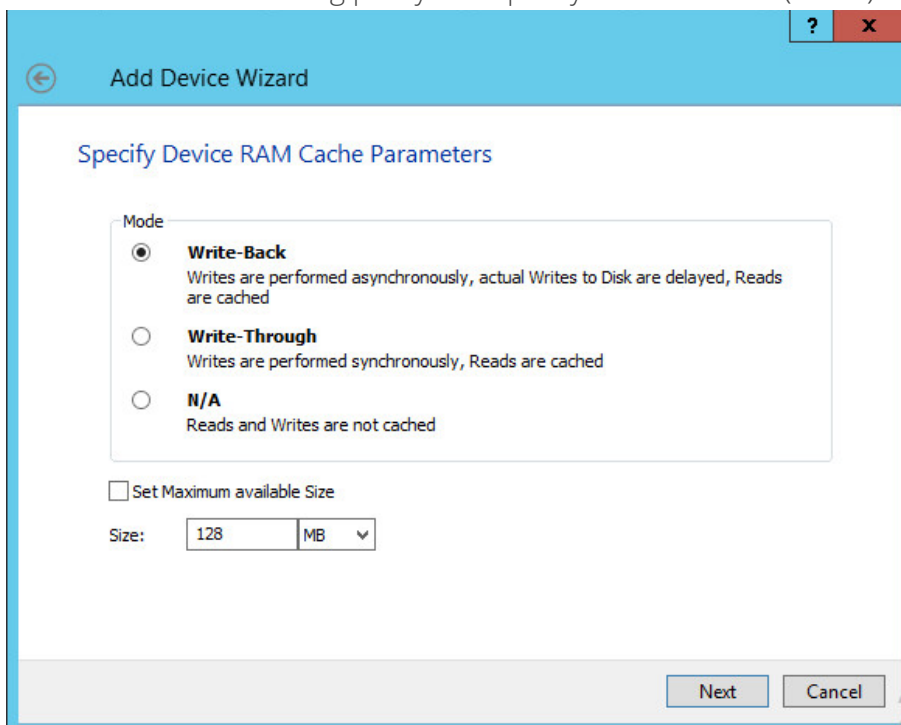 ? x
Add Device Wizard
Specify Device RAM Cache Parameters
Mode
Write-Back
Writes are performed asynchronously, actual Writes to Disk are delayed, Reads
are cached
Write-Through
Writes are performed synchronously, Reads are cached
N/A
Reads and Writes are not cached
Set Maximum available Size
Size: 128 MB
Next Cancel